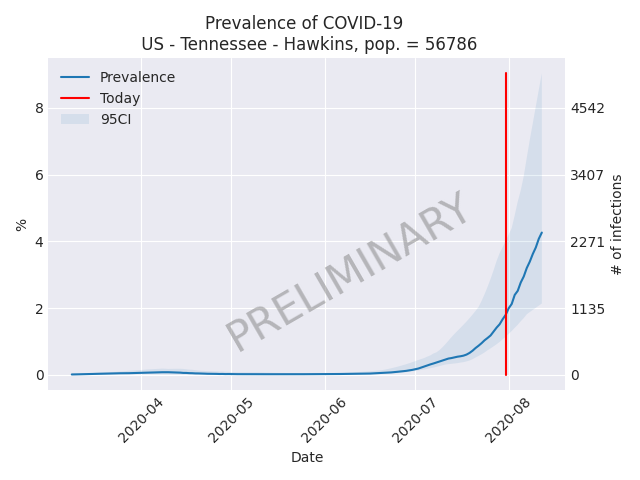 Prevalence of COVID-19
US - Tennessee - Hawkins, pop. = 56786
Prevalence
Today
95CI
8
6
4
2
0
%
4542
3407
2271
1135
0
# of infections
PRELIMINARY
2020-04
2020-05
2020-06
2020-07
2020-08
Date